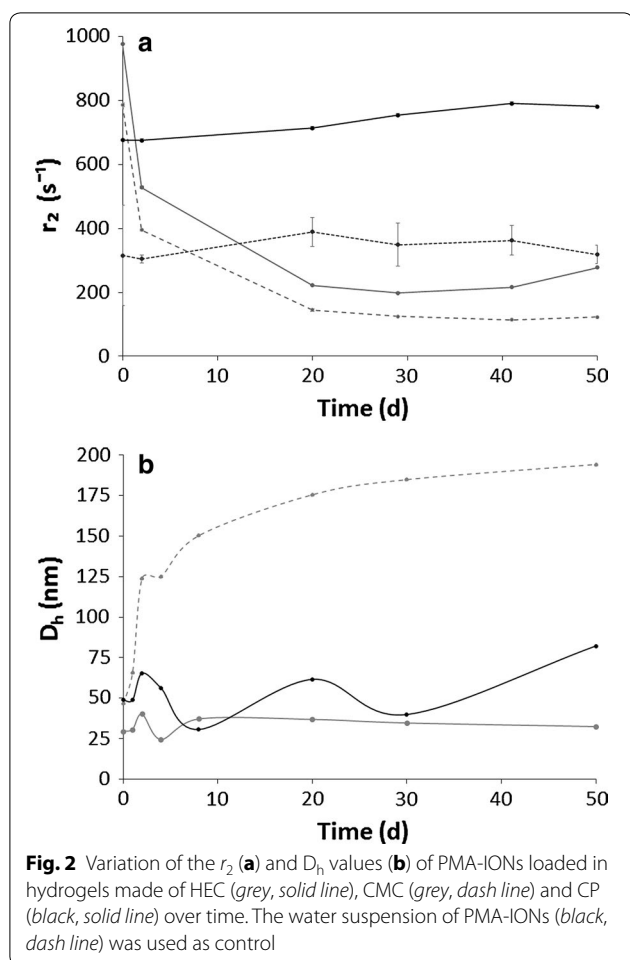 a
1000
800
600
400
200
0
r₂ (s⁻¹)
0 10 20 30 40 50
Time (d)
b
200
175
150
125
100
75
50
25
0
Dₕ (nm)
0 10 20 30 40 50
Time (d)
Fig. 2 Variation of the r₂ (a) and Dₕ values (b) of PMA-IONs loaded in
hydrogels made of HEC (grey, solid line), CMC (grey, dash line) and CP
(black, solid line) over time. The water suspension of PMA-IONs (black,
dash line) was used as control